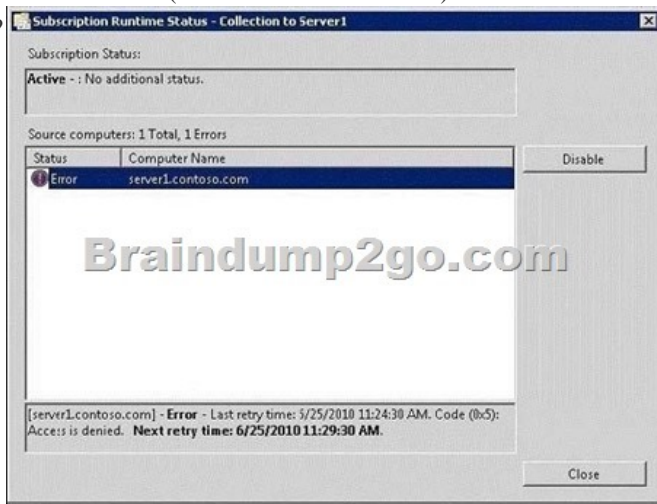 Subscription Runtime Status - Collection to Server1
Subscription Status:
Active - : No additional status.
Source computers: 1 Total, 1 Errors
Status Computer Name
Disable
Error server1.contoso.com
Braindump2go.com
[server1.contoso.com] - Error - Last retry time: 5/25/2010 11:24:30 AM. Code (0x5):
Access is denied. Next retry time: 6/25/2010 11:29:30 AM.
Close